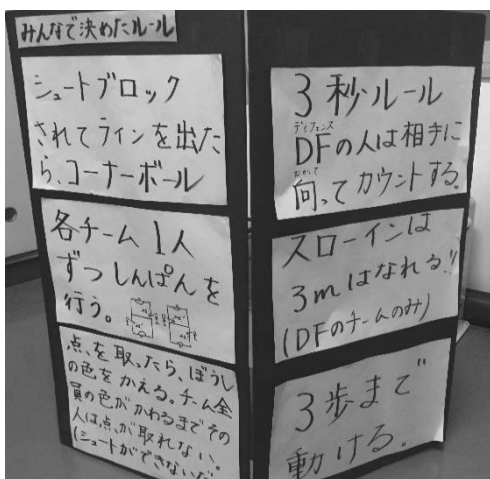 みんなで決めたルール
シュートブロック
されてラインを出た
ら、コーナーボール
各チーム1人
ずつしんぱんを
行う。
点を取ったら、ぼうし
の色をかえる。チーム全
員の色がかわるまでその
人は点が取れない。
(シュートができない
3秒ルール
ディフェンス
DFの人は相手に
向ってカウントする。
スローインは
3mはなれる!!
(DFのチームのみ)
3歩まで
動ける。